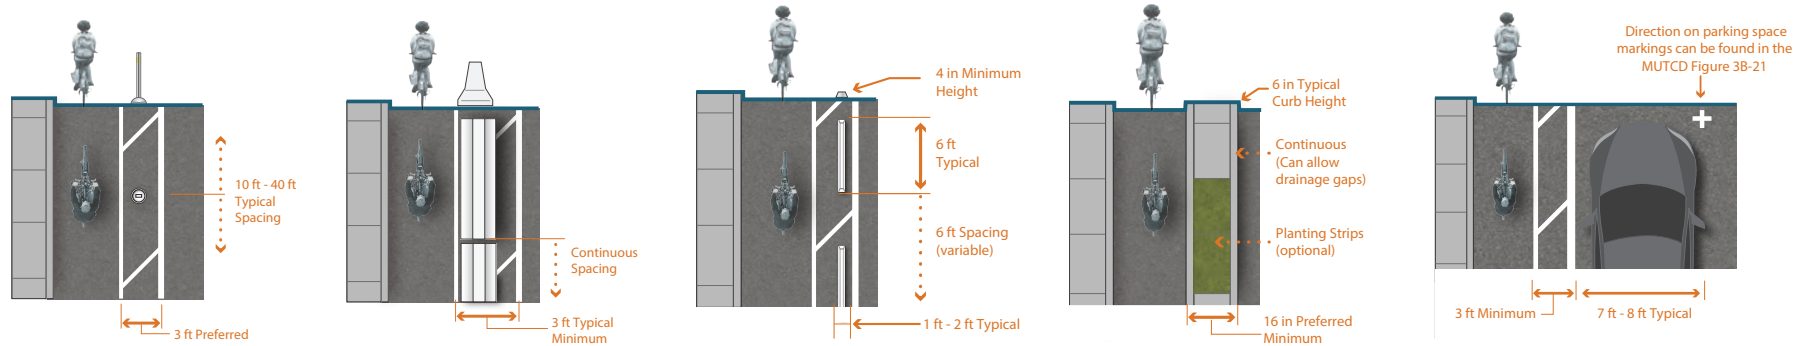 10 ft - 40 ft
Typical
Spacing
3 ft Preferred
Continuous
Spacing
3 ft Typical
Minimum
4 in Minimum
Height
6 ft
Typical
6 ft Spacing
(variable)
1 ft - 2 ft Typical
6 in Typical
Curb Height
Continuous
(Can allow
drainage gaps)
Planting Strips
(optional)
16 in Preferred
Minimum
Direction on parking space
markings can be found in the
MUTCD Figure 3B-21
3 ft Minimum
7 ft - 8 ft Typical